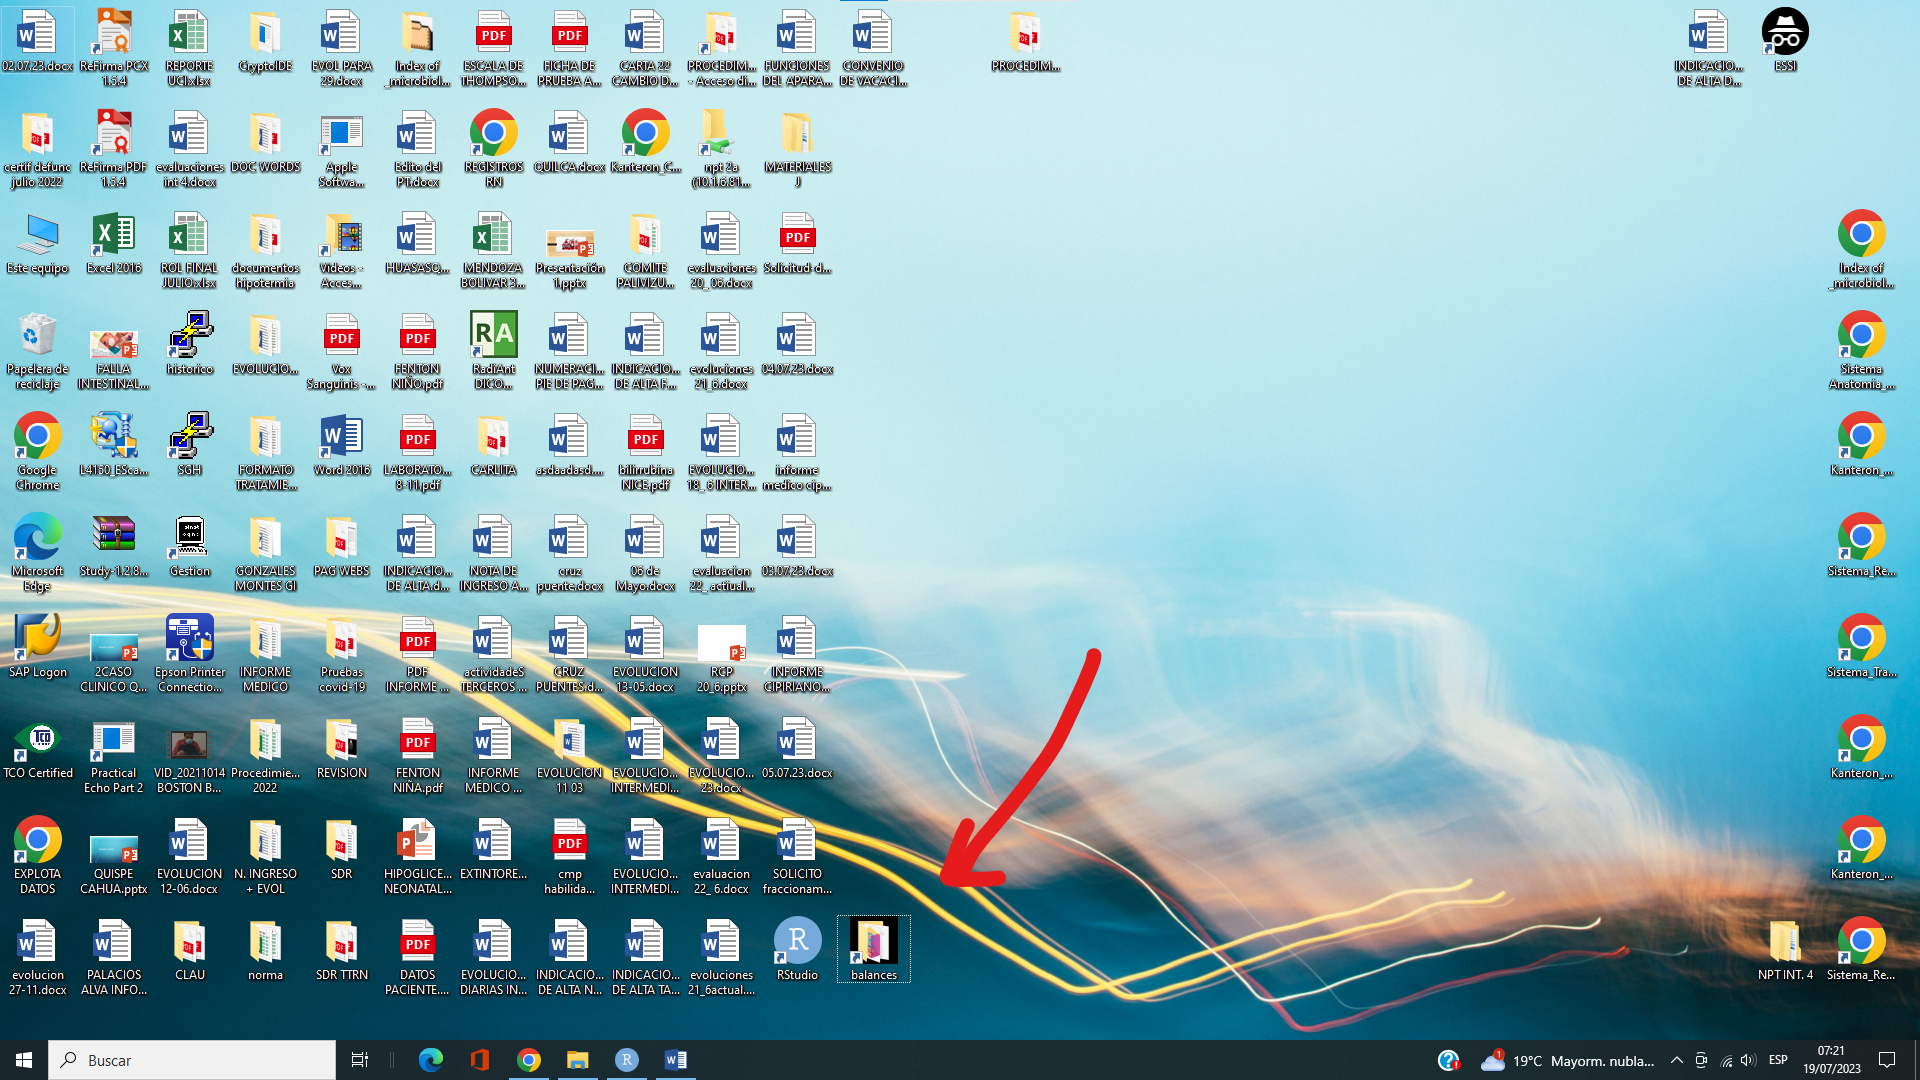 02.07.23.docx
ReFirma PCX
1.5.4
REPORTE
UCI.xlsx
CryptoIDE
EVOL PARA
29.docx
Index of
_microbiol...
ESCALA DE
THOMPSO...
FICHA DE
PRUEBA A...
CARTA 22
CAMBIO D...
PROCEDIM...
- Acceso di...
FUNCIONES
DEL APARA...
CONVENIO
DE VACACI...
PROCEDIM...
INDICACIO...
DE ALTA D...
ESSI
certif defunc
julio 2022
ReFirma PDF
1.5.4
evaluaciones
int 4.docx
DOC WORDS
Apple
Softwa...
Edito del
PT.docx
REGISTROS
RN
QUILCA.docx
Kanteron_C...
npt 2a
(10.1.6.81...
MATERIALES
J
Este equipo
Excel 2016
ROL FINAL
JULIO.xlsx
documentos
hipotermia
Videos -
Acces...
HUASASO...
MENDOZA
BOLIVAR 3...
Presentación
1.pptx
COMITE
PALIVIZU...
evaluaciones
20_ 06.docx
Solicitud-d...
Index of
_microbiol...
Papelera de
reciclaje
FALLA
INTESTINAL...
historico
EVOLUCIO...
Vox
Sanguinis -...
FENTON
NIÑO.pdf
RadiAnt
DICO...
NUMERACI...
PIE DE PAG...
INDICACIO...
DE ALTA F...
evoluciones
21_6.docx
04.07.23.docx
Sistema
Anatomia_...
Google
Chrome
L4150_ESca...
SGH
FORMATO
TRATAMIE...
Word 2016
LABORATO...
8-11.pdf
CARLITA
asdaadasd....
bilirrubina
NICE.pdf
EVOLUCIO...
18_ 6 INTER...
informe
medico cip...
Kanteron_...
Microsoft
Edge
Study-1.2.8...
Gestion
GONZALES
MONTES GI
PAG WEBS
INDICACIO...
DE ALTA.d...
NOTA DE
INGRESO A...
cruz
puente.docx
06 de
Mayo.docx
evaluacion
22_ actiual...
03.07.23.docx
Sistema_Re...
SAP Logon
2CASO
CLINICO Q...
Epson Printer
Connectio...
INFORME
MEDICO
Pruebas
covid-19
PDF
INFORME ...
actividadeS
TERCEROS ...
CRUZ
PUENTES.d...
EVOLUCION
13-05.docx
RCP
20_6.pptx
INFORME
CIPIRIANO...
Sistema_Tra...
TCO Certified
Practical
Echo Part 2
VID_20211014
BOSTON B...
Procedimie...
2022
REVISION
FENTON
NIÑA.pdf
INFORME
MÉDICO ...
EVOLUCION
11 03
EVOLUCIO...
INTERMEDI...
EVOLUCIO...
23.docx
05.07.23.docx
Kanteron_...
EXPLOTA
DATOS
QUISPE
CAHUA.pptx
EVOLUCION
12-06.docx
N. INGRESO
+ EVOL
SDR
HIPOGLICE...
NEONATAL...
EXTINTORE...
cmp
habilida...
EVOLUCIO...
INTERMEDI...
evaluacion
22_ 6.docx
SOLICITO
fraccionam...
Kanteron_...
evolucion
27-11.docx
PALACIOS
ALVA INFO...
CLAU
norma
SDR TTRN
DATOS
PACIENTE....
EVOLUCIO...
DIARIAS IN...
INDICACIO...
DE ALTA N...
INDICACIO...
DE ALTA TA...
evoluciones
21_6actual....
RStudio
balances
NPT INT. 4
Sistema_Re...
Buscar
19°C Mayorm. nubla...
ESP
07:21
19/07/2023